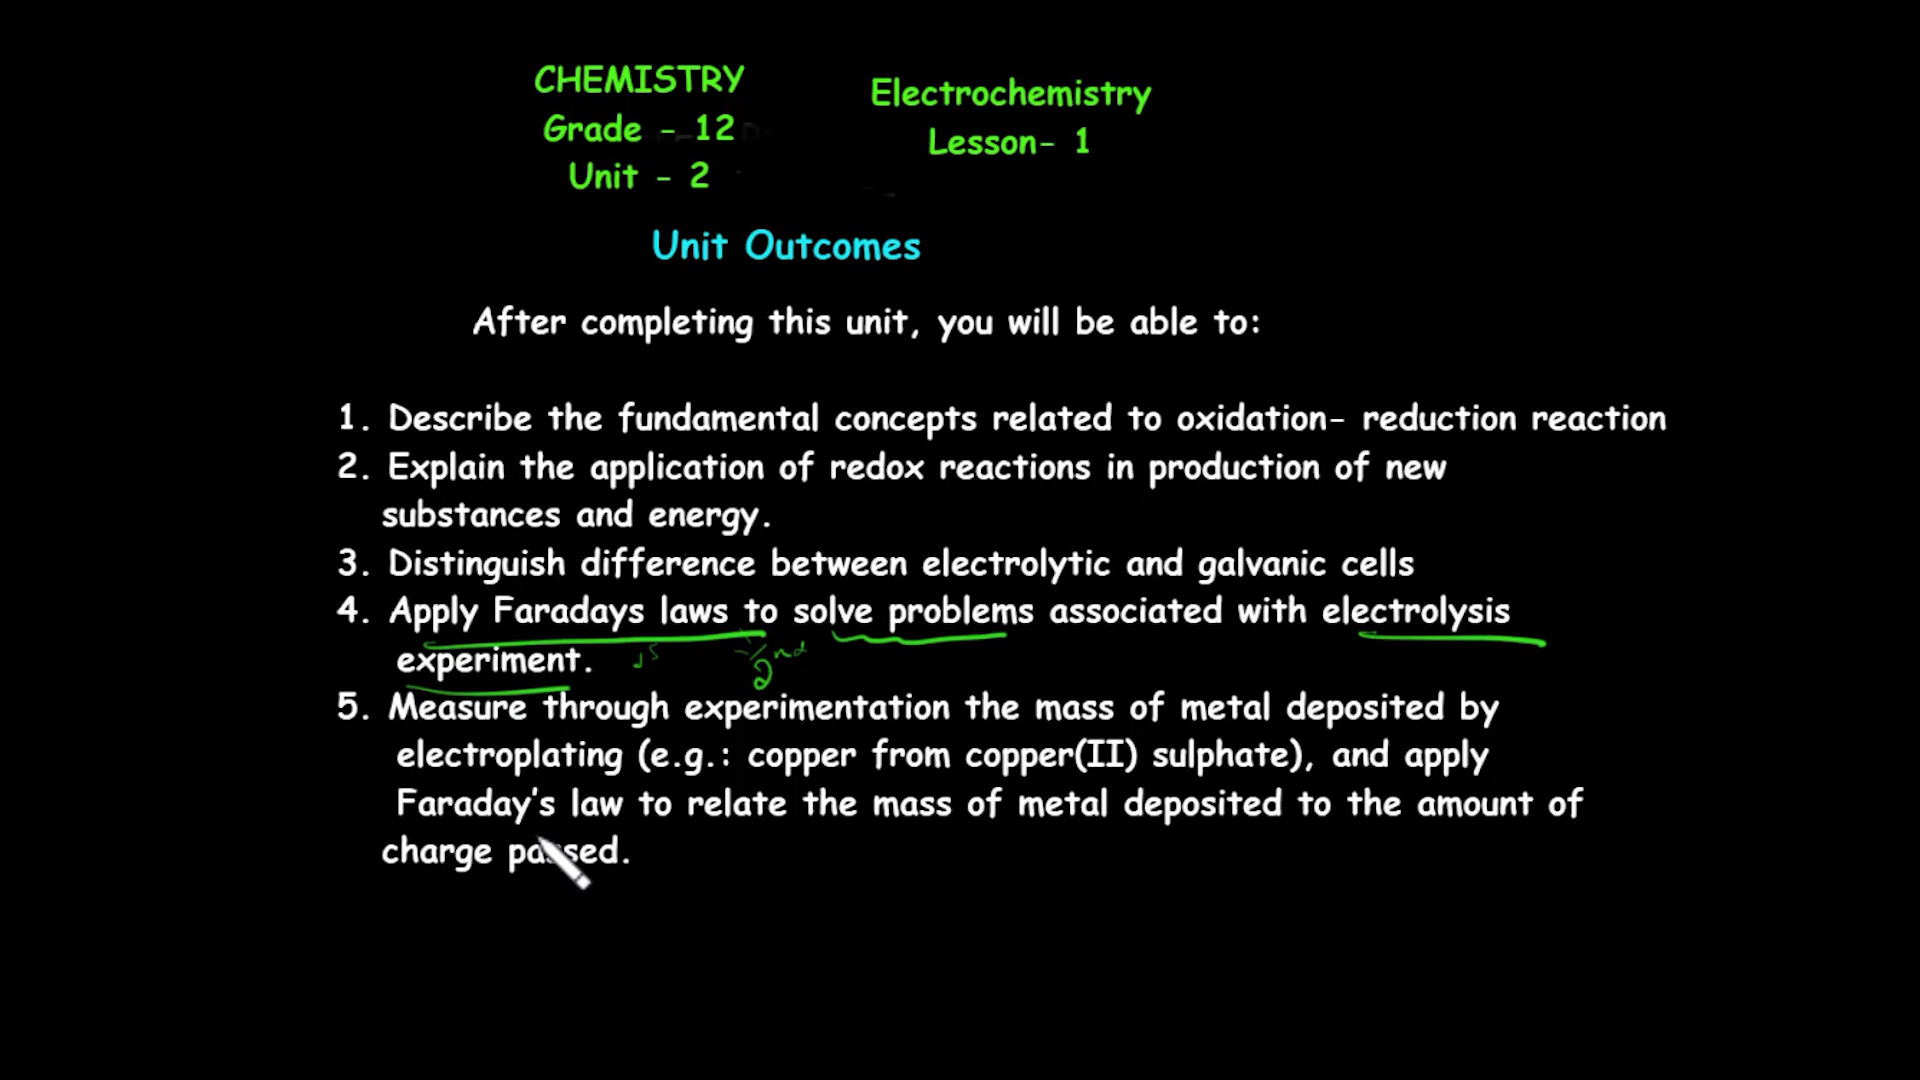 CHEMISTRY
Grade - 12
Unit - 2
Electrochemistry
Lesson- 1
Unit Outcomes
After completing this unit, you will be able to:
1. Describe the fundamental concepts related to oxidation- reduction reaction
2. Explain the application of redox reactions in production of new
substances and energy.
3. Distinguish difference between electrolytic and galvanic cells
4. Apply Faradays laws to solve problems associated with electrolysis
experiment.
2nd
5. Measure through experimentation the mass of metal deposited by
electroplating (e.g.: copper from copper(II) sulphate), and apply
Faraday's law to relate the mass of metal deposited to the amount of
charge passed.